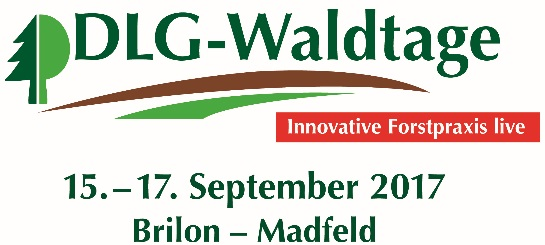 DLG-Waldtage
Innovative Forstpraxis live
15.–17. September 2017
Brilon – Madfeld